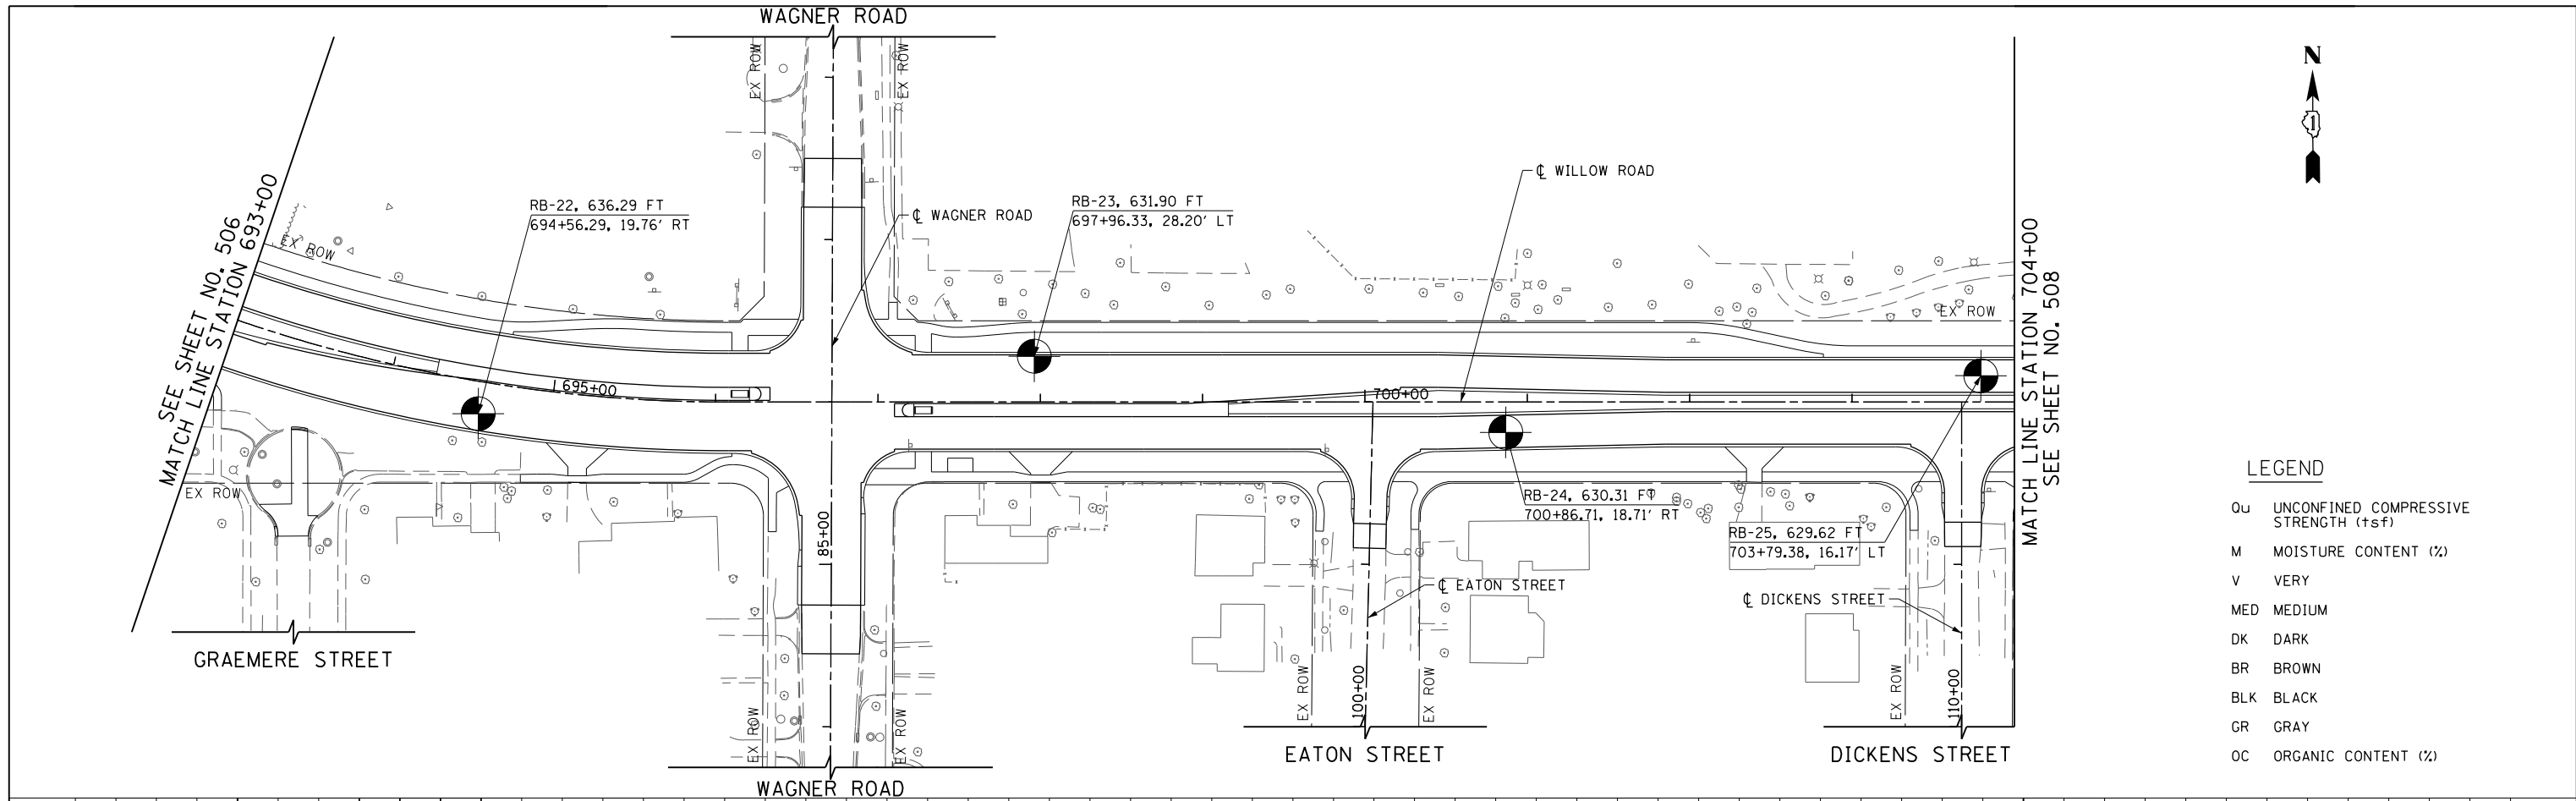 WAGNER ROAD
EX ROW
EX ROW
N
1
℄ WILLOW ROAD
RB-22, 636.29 FT
694+56.29, 19.76' RT
RB-23, 631.90 FT
697+96.33, 28.20' LT
℄ WAGNER ROAD
SEE SHEET NO. 506
MATCH LINE STATION 693+00
EX ROW
EX ROW
MATCH LINE STATION 704+00
SEE SHEET NO. 508
695+00
700+00
EX ROW
RB-24, 630.31 FT
700+86.71, 18.71' RT
RB-25, 629.62 FT
703+79.38, 16.17' LT
85+00
℄ EATON STREET
℄ DICKENS STREET
GRAEMERE STREET
EX ROW
EX ROW
EX ROW
100+00
EX ROW
EX ROW
110+00
EATON STREET
DICKENS STREET
WAGNER ROAD
LEGEND
Qu UNCONFINED COMPRESSIVE
STRENGTH (tsf)
M MOISTURE CONTENT (%)
V VERY
MED MEDIUM
DK DARK
BR BROWN
BLK BLACK
GR GRAY
OC ORGANIC CONTENT (%)